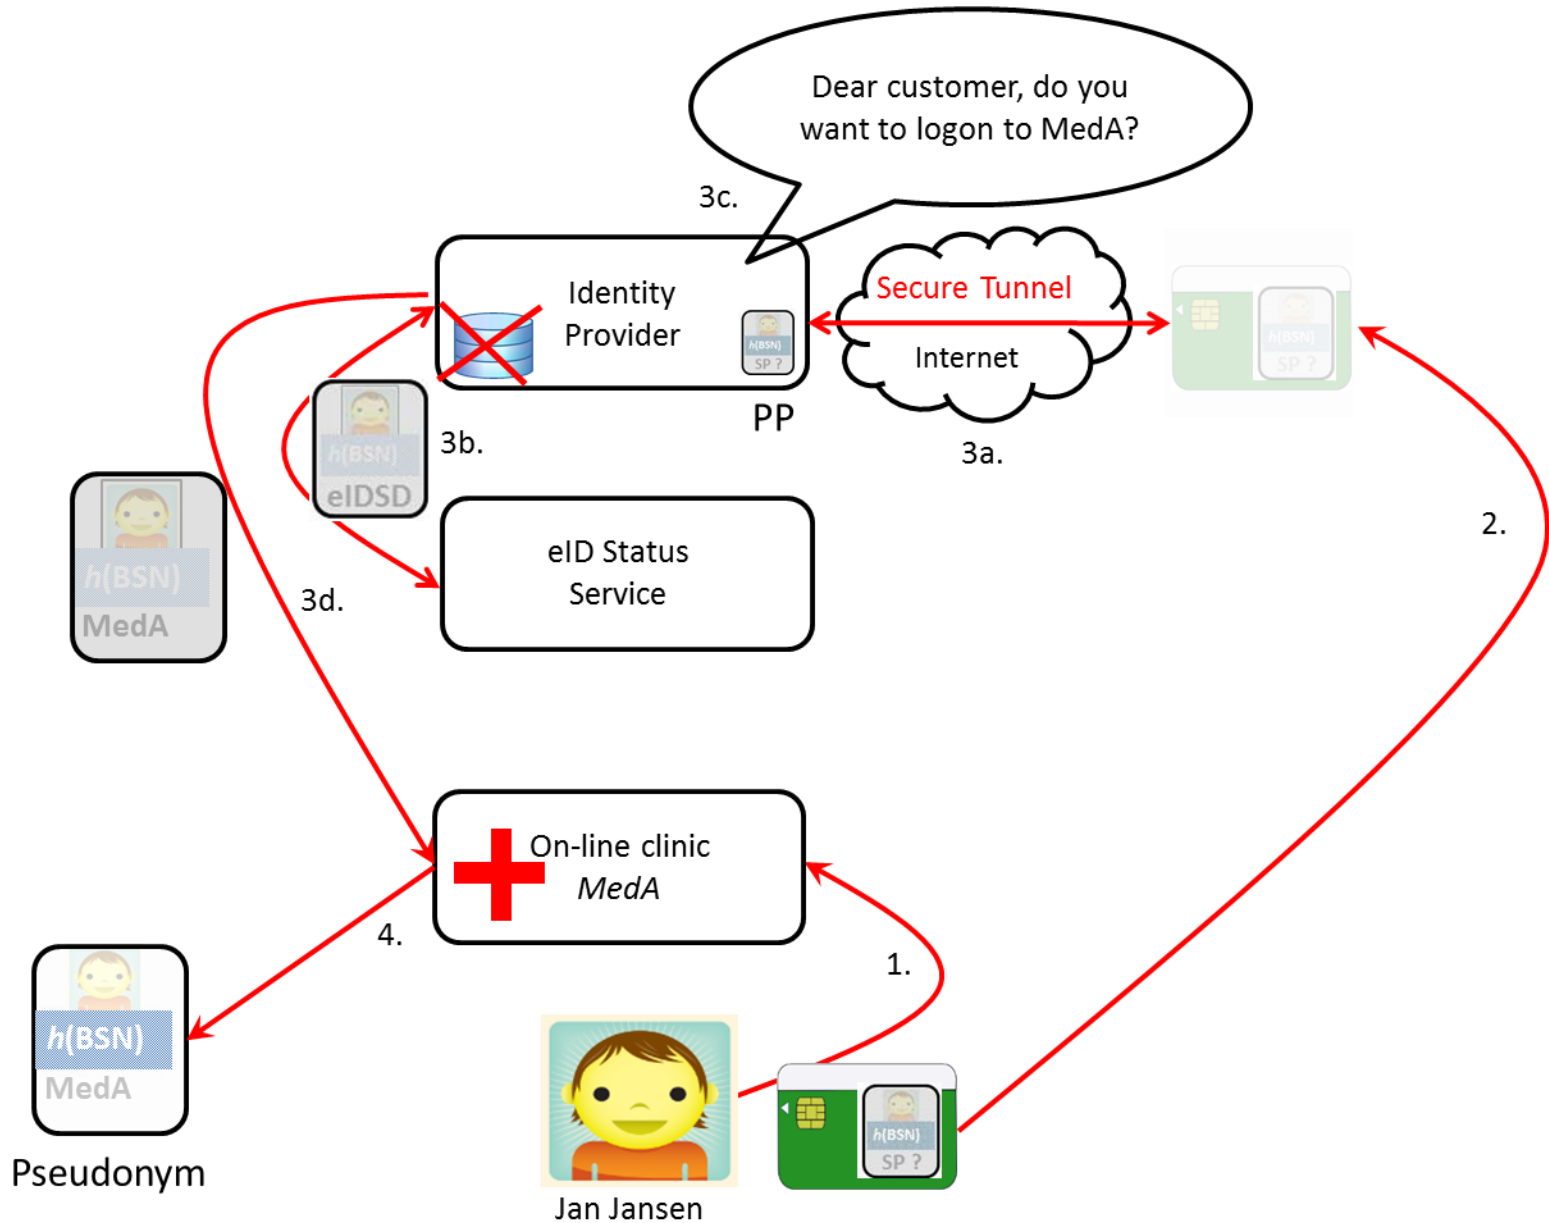 Dear customer, do you
want to logon to MedA?
3c.
Identity
Provider
h(BSN)
SP ?
PP
Secure Tunnel
Internet
3a.
h(BSN)
SP ?
2.
3b.
h(BSN)
eIDSD
eID Status
Service
h(BSN)
MedA
3d.
On-line clinic
MedA
4.
1.
h(BSN)
MedA
Pseudonym
h(BSN)
SP ?
Jan Jansen